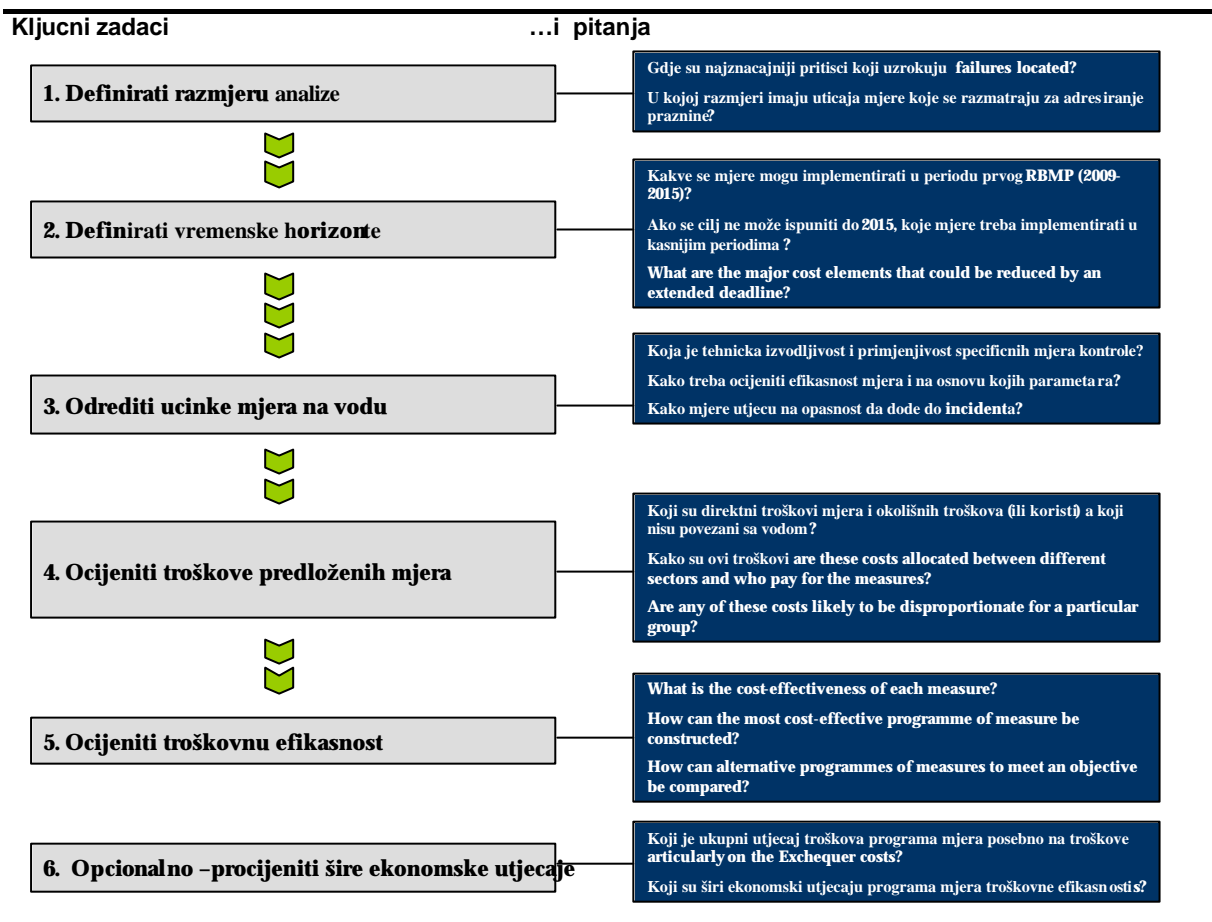 Kljucni zadaci
…i pitanja
1. Definirati razmjeru analize
Gdje su najznacajniji pritisci koji uzrokuju failures located?
U kojoj razmjeri imaju uticaja mjere koje se razmatraju za adresiranje
praznine?
2. Definirati vremenske horizonte
Kakve se mjere mogu implementirati u periodu prvog RBMP (2009-
2015)?
Ako se cilj ne može ispuniti do 2015, koje mjere treba implementirati u
kasnijim periodima ?
What are the major cost elements that could be reduced by an
extended deadline?
3. Odrediti ucinke mjera na vodu
Koja je tehnicka izvodljivost i primjenjivost specificnih mjera kontrole?
Kako treba ocijeniti efikasnost mjera i na osnovu kojih parametara?
Kako mjere utjecu na opasnost da dode do incidenta?
4. Ocijeniti troškove predloženih mjera
Koji su direktni troškovi mjera i okolišnih troškova (ili koristi) a koji
nisu povezani sa vodom?
Kako su ovi troškovi are these costs allocated between different
sectors and who pay for the measures?
Are any of these costs likely to be disproportionate for a particular
group?
5. Ocijeniti troškovnu efikasnost
What is the cost-effectiveness of each measure?
How can the most cost-effective programme of measure be
constructed?
How can alternative programmes of measures to meet an objective
be compared?
6. Opcionalno –procijeniti šire ekonomske utjecaje
Koji je ukupni utjecaj troškova programa mjera posebno na troškove
articularly on the Exchequer costs?
Koji su širi ekonomski utjecaju programa mjera troškovne efikasnostis?